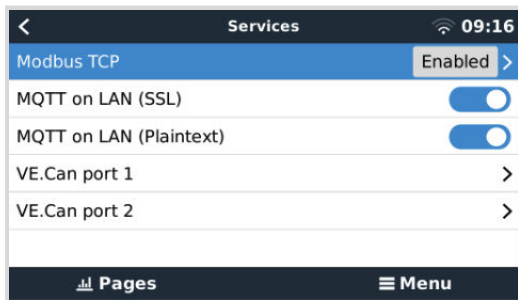 Services 09:16
Modbus TCP Enabled
MQTT on LAN (SSL)
MQTT on LAN (Plaintext)
VE.Can port 1
VE.Can port 2
Pages Menu